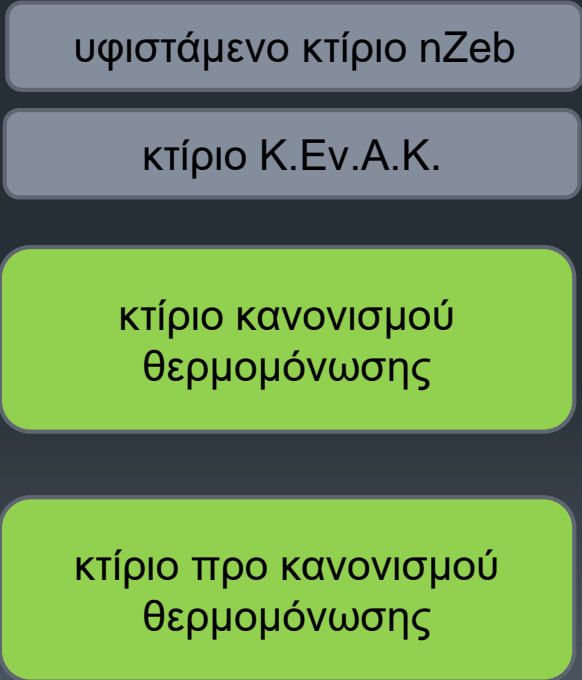 υφιστάμενο κτίριο nZeb
κτίριο Κ.Εν.Α.Κ.
κτίριο κανονισμού
θερμομόνωσης
κτίριο προ κανονισμού
θερμομόνωσης